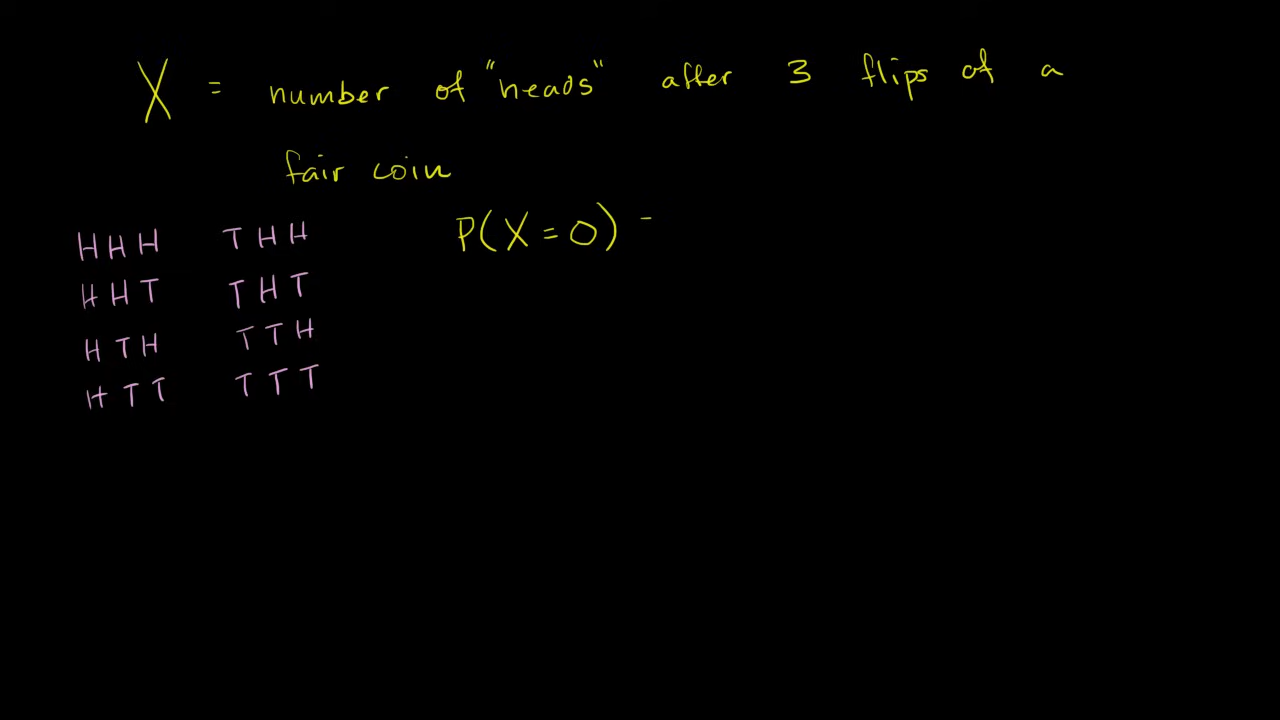 X = number of "heads" after 3 flips of a
fair coin
P(X=0) -
HHH THH
HHT THT
HTH TTH
HTT TTT